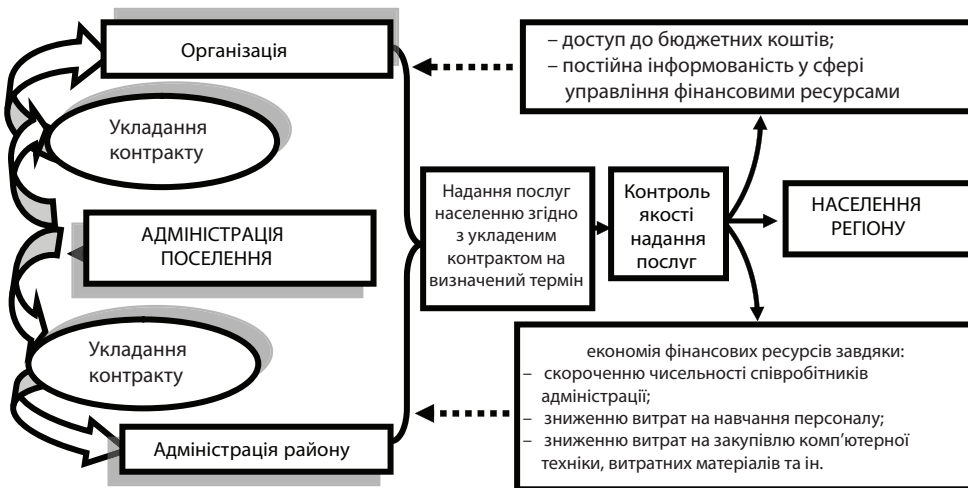 Організація
Укладання
контракту
АДМІНІСТРАЦІЯ
ПОСЕЛЕННЯ
Укладання
контракту
Адміністрація району
Надання послуг
населенню згідно
з укладеним
контрактом на
визначений термін
Контроль
якості
надання
послуг
– доступ до бюджетних коштів;
– постійна інформованість у сфері
управління фінансовими ресурсами
НАСЕЛЕННЯ
РЕГІОНУ
економія фінансових ресурсів завдяки:
– скороченню чисельності співробітників
адміністрації;
– зниженню витрат на навчання персоналу;
– зниженню витрат на закупівлю комп'ютерної
техніки, витратних матеріалів та ін.